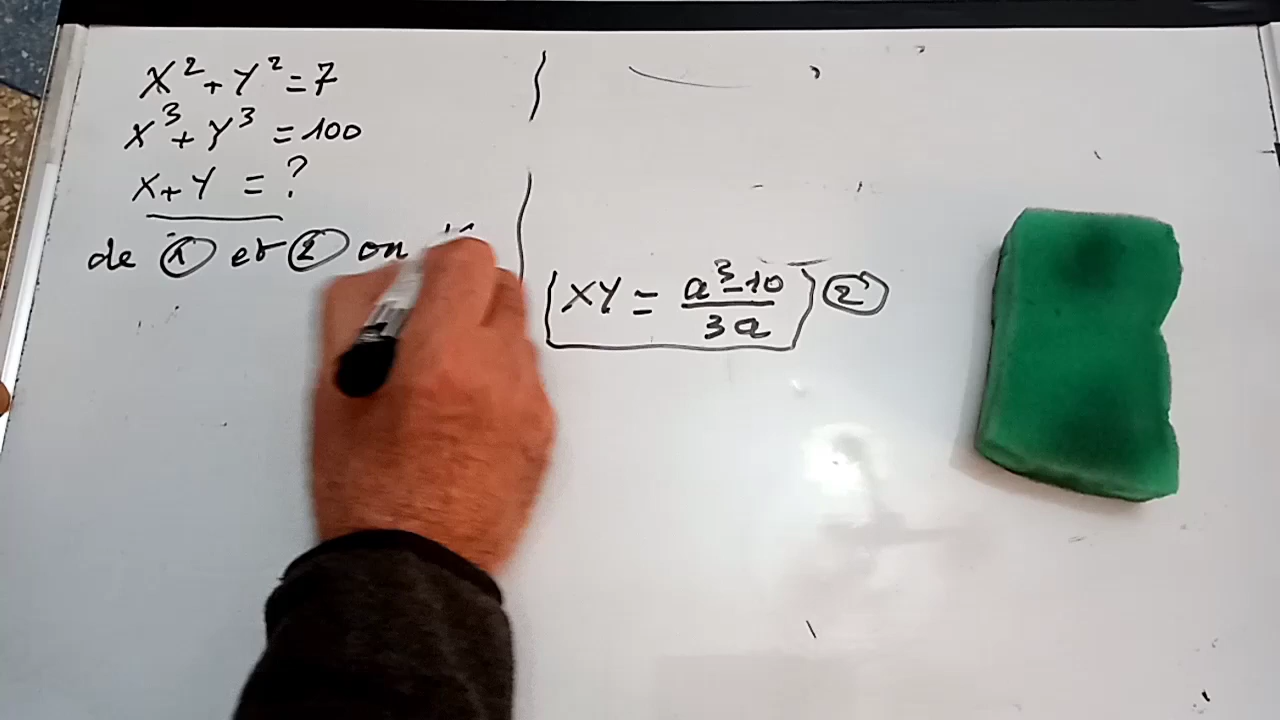 X² + Y² = 7
X³ + Y³ = 100
X + Y = ?
de ① et ② on
XY = a³-10 / 3a ②